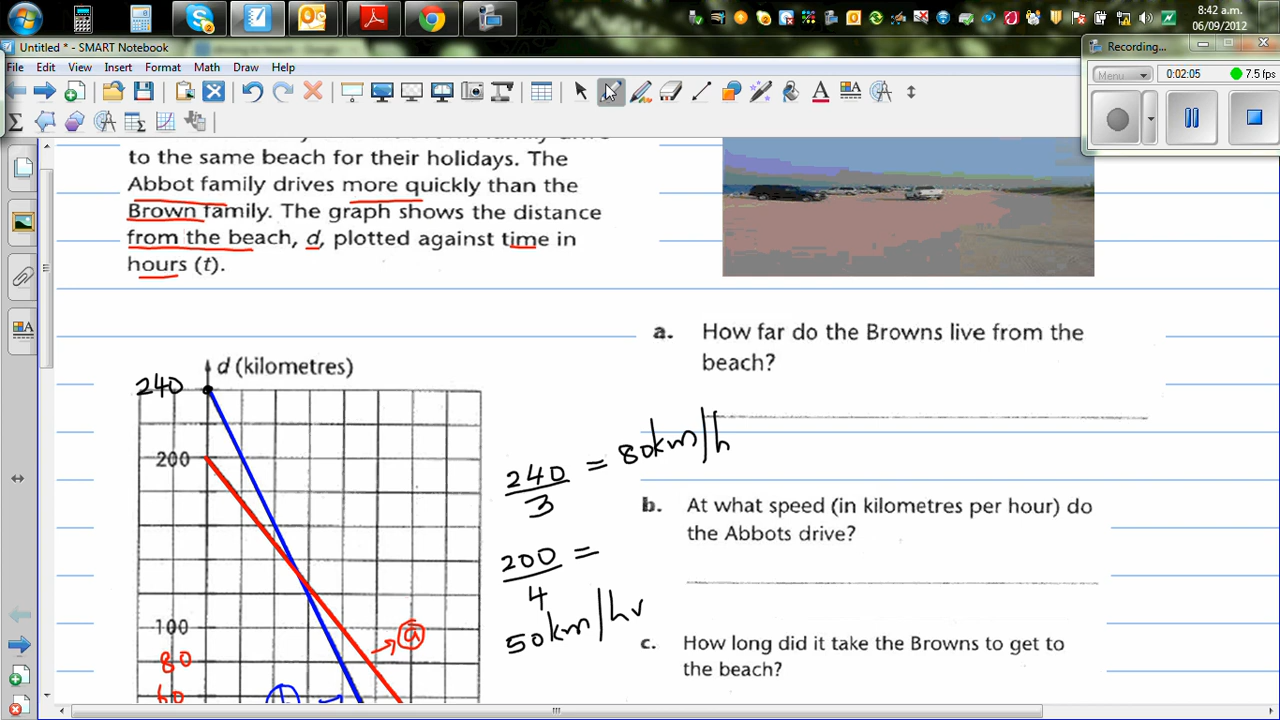 8:42 a.m.
06/09/2012
Untitled * - SMART Notebook
Recording...
File Edit View Insert Format Math Draw Help
Menu
0:02:05
7.5 fps
to the same beach for their holidays. The
Abbot family drives more quickly than the
Brown family. The graph shows the distance
from the beach, d, plotted against time in
hours (t).
a. How far do the Browns live from the
beach?
d (kilometres)
240
200
100
80
60
a
240/3 = 80km/h
200/4 =
50km/hr
b. At what speed (in kilometres per hour) do
the Abbots drive?
c. How long did it take the Browns to get to
the beach?